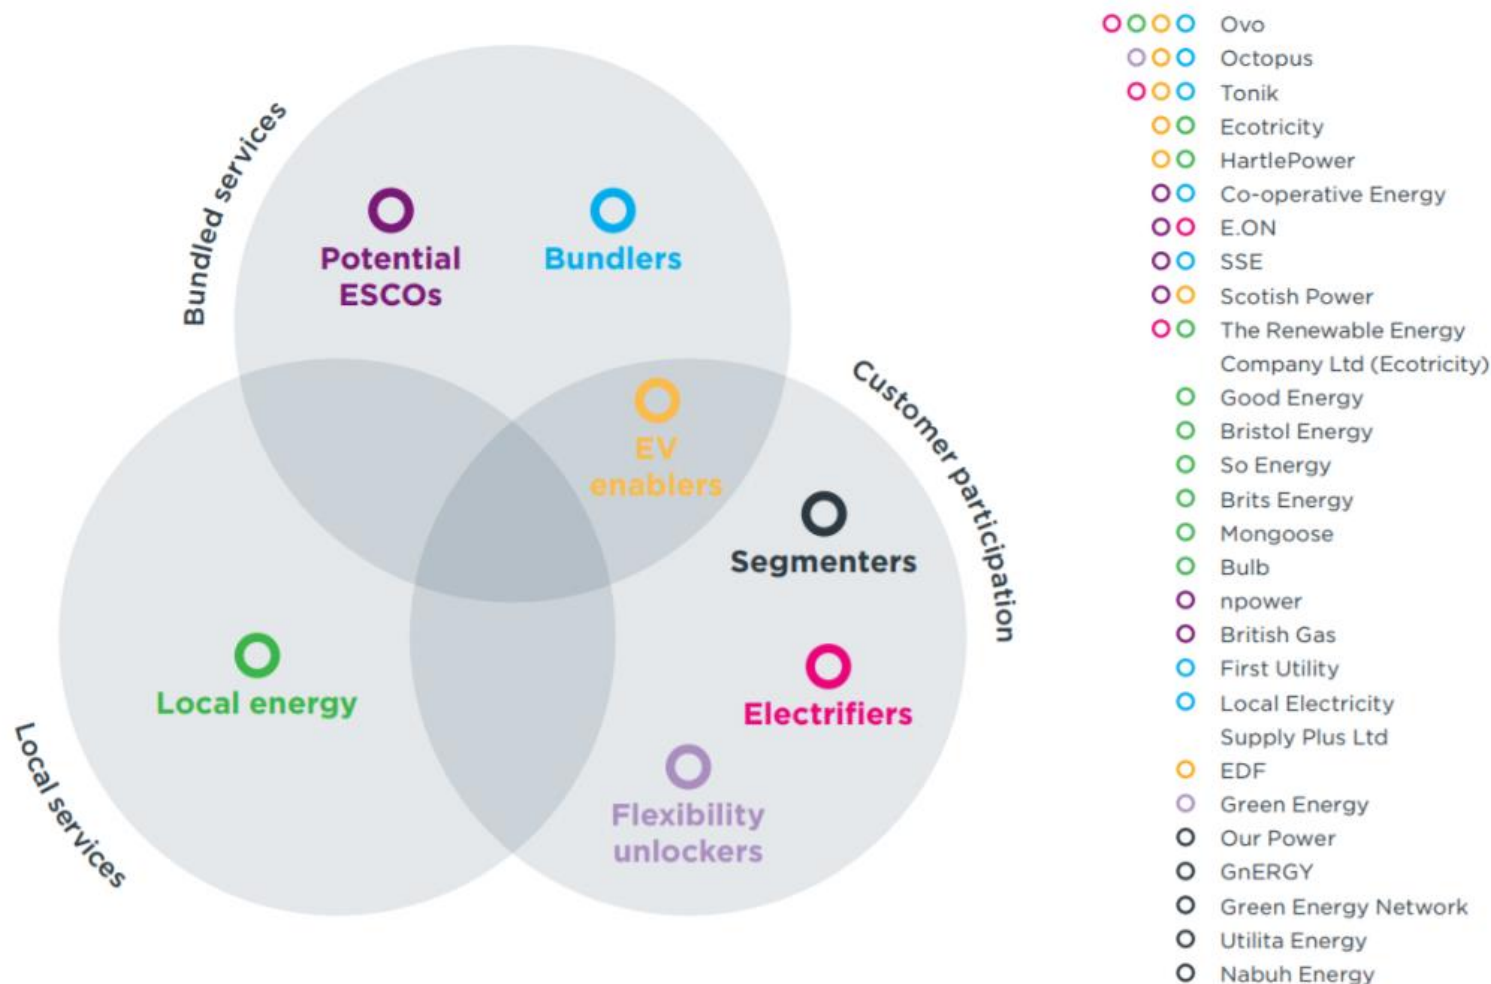 Bundled services
Potential
ESCOs
Bundlers
EV
enablers
Customer participation
Segmenters
Local energy
Electrifiers
Flexibility
unlockers
Local services
Ovo
Octopus
Tonik
Ecotricity
HartlePower
Co-operative Energy
E.ON
SSE
Scotish Power
The Renewable Energy
Company Ltd (Ecotricity)
Good Energy
Bristol Energy
So Energy
Brits Energy
Mongoose
Bulb
npower
British Gas
First Utility
Local Electricity
Supply Plus Ltd
EDF
Green Energy
Our Power
GnERGY
Green Energy Network
Utilita Energy
Nabuh Energy